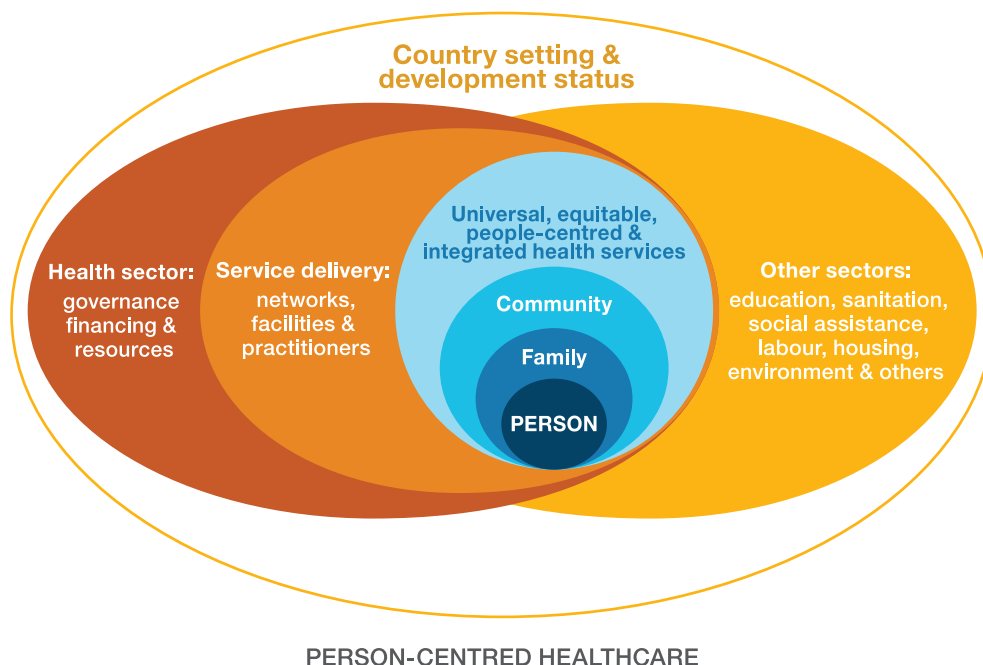 Country setting &
development status
Universal, equitable,
people-centred &
integrated health services
Health sector:
governance
financing &
resources
Service delivery:
networks,
facilities &
practitioners
Community
Family
PERSON
Other sectors:
education, sanitation,
social assistance,
labour, housing,
environment & others
PERSON-CENTRED HEALTHCARE